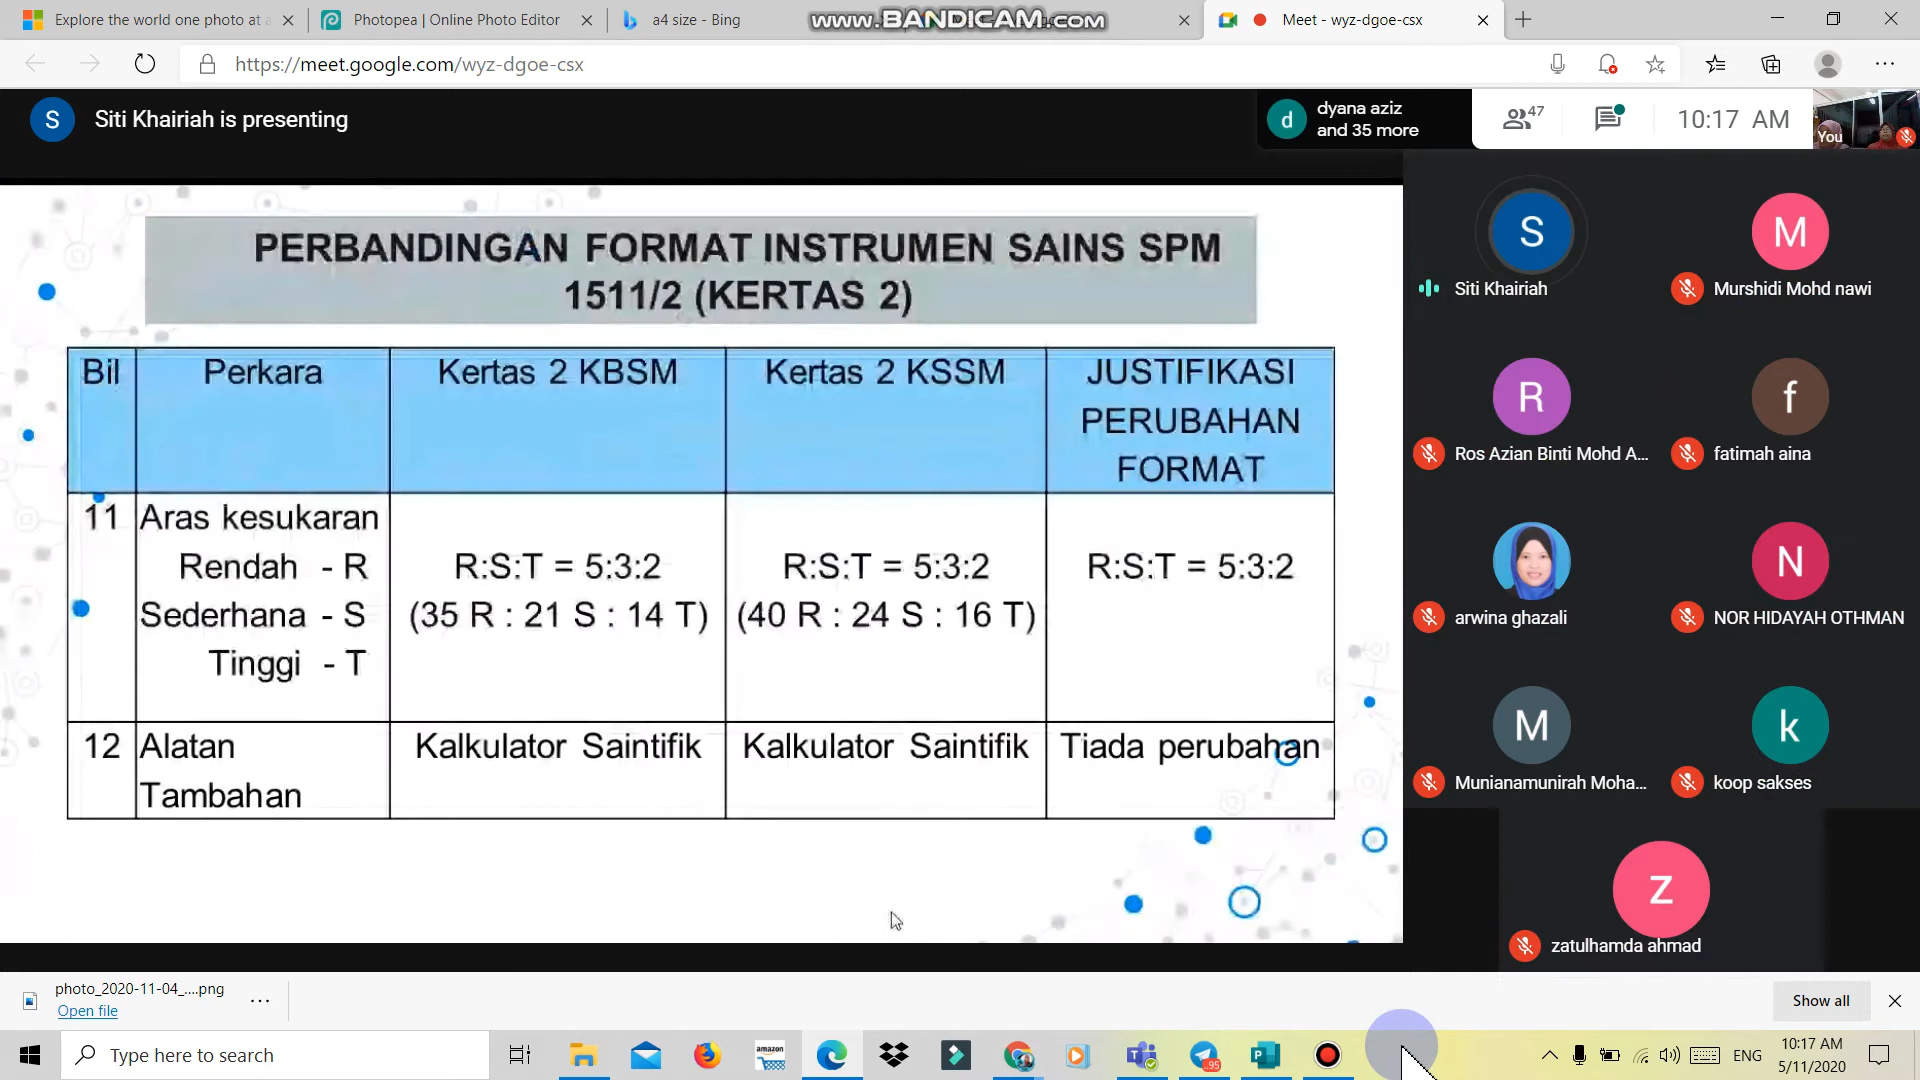 Explore the world one photo at a
Photopea | Online Photo Editor
a4 size - Bing
www.BANDICAM.com
Meet - wyz-dgoe-csx
https://meet.google.com/wyz-dgoe-csx
S
Siti Khairiah is presenting
d
dyana aziz
and 35 more
47
10:17 AM
You
PERBANDINGAN FORMAT INSTRUMEN SAINS SPM
1511/2 (KERTAS 2)
Bil
Perkara
Kertas 2 KBSM
Kertas 2 KSSM
JUSTIFIKASI
PERUBAHAN
FORMAT
11
Aras kesukaran
Rendah - R
Sederhana - S
Tinggi - T
R:S:T = 5:3:2
(35 R : 21 S : 14 T)
R:S:T = 5:3:2
(40 R : 24 S : 16 T)
R:S:T = 5:3:2
12
Alatan
Tambahan
Kalkulator Saintifik
Kalkulator Saintifik
Tiada perubahan
S
Siti Khairiah
M
Murshidi Mohd nawi
R
Ros Azian Binti Mohd A...
f
fatimah aina
arwina ghazali
N
NOR HIDAYAH OTHMAN
M
Munianamunirah Moha...
k
koop sakses
z
zatulhamda ahmad
photo_2020-11-04_....png
Open file
Show all
Type here to search
amazon
95
ENG
10:17 AM
5/11/2020